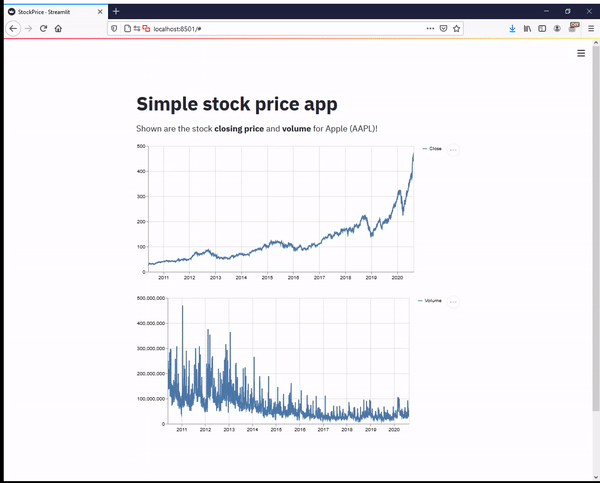 StockPrice - Streamlit
localhost:8501/#
Off
Simple stock price app
Shown are the stock closing price and volume for Apple (AAPL)!
500
400
300
200
100
0
2011 2012 2013 2014 2015 2016 2017 2018 2019 2020
Close
500,000,000
400,000,000
300,000,000
200,000,000
100,000,000
0
2011 2012 2013 2014 2015 2016 2017 2018 2019 2020
Volume